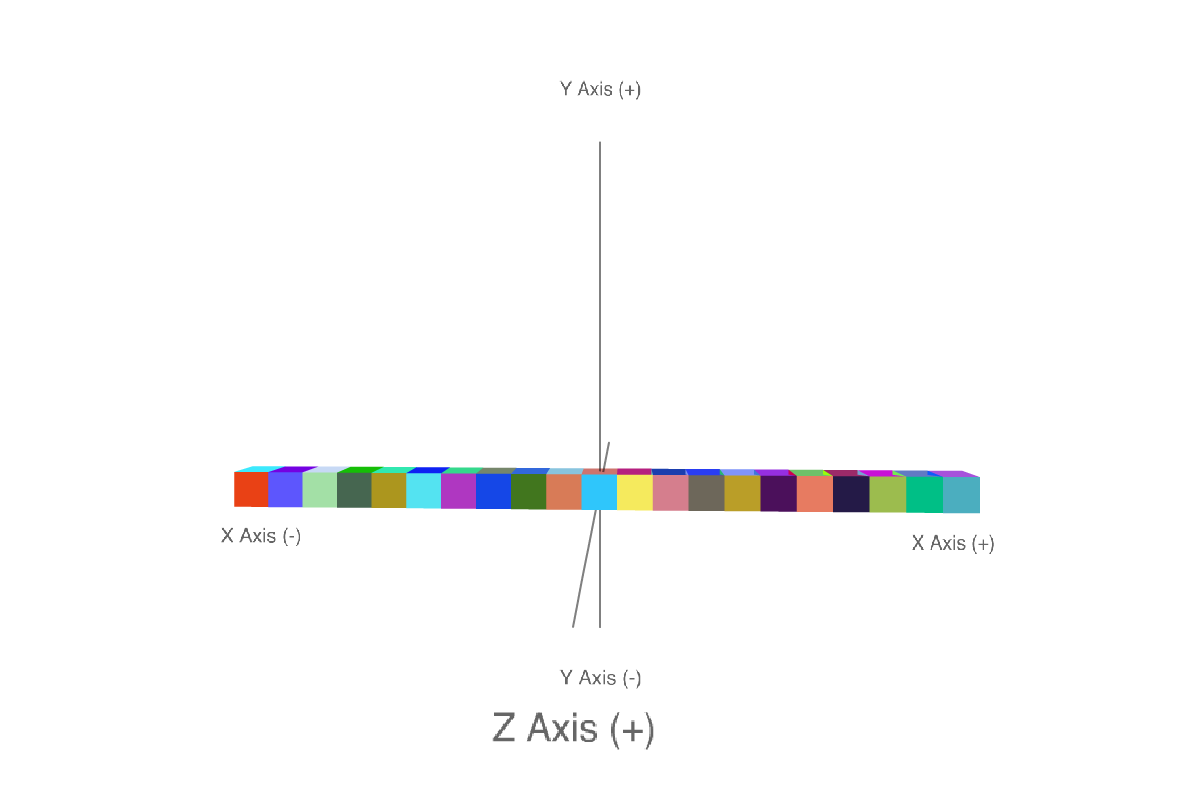 Y Axis (+)
X Axis (-)
X Axis (+)
Y Axis (-)
Z Axis (+)